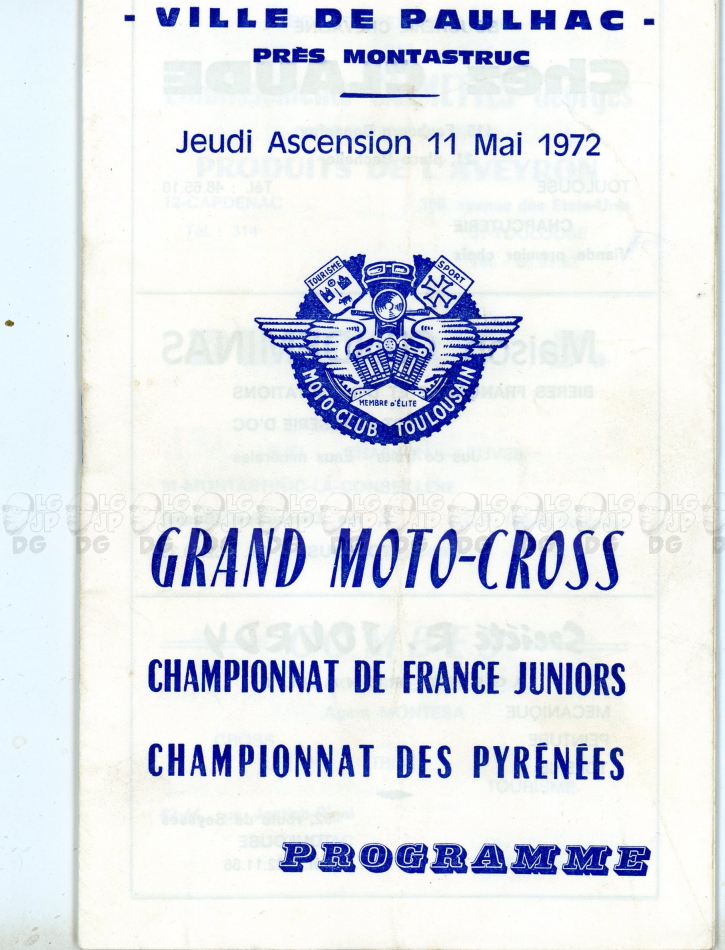 - VILLE DE PAULHAC -
PRÈS MONTASTRUC
Jeudi Ascension 11 Mai 1972
TOURISME
SPORT
MEMBRE d'ÉLITE
MOTO-CLUB TOULOUSAIN
GRAND MOTO-CROSS
CHAMPIONNAT DE FRANCE JUNIORS
CHAMPIONNAT DES PYRÉNÉES
PROGRAMME